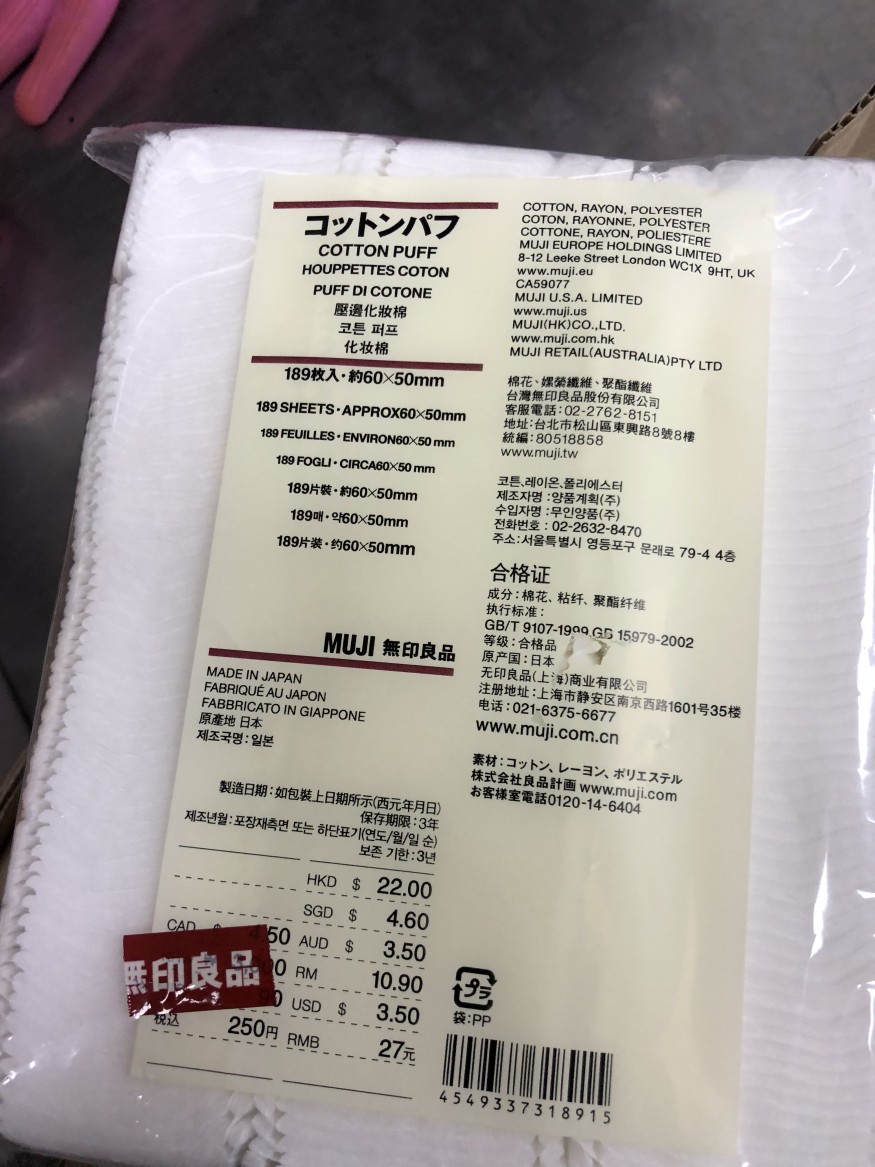 コットンパフ
COTTON PUFF
HOUPPETTES COTON
PUFF DI COTONE
壓邊化妝棉
코튼 퍼프
化妆棉
189枚入・約60×50mm
189 SHEETS・APPROX60×50mm
189 FEUILLES・ENVIRON60×50 mm
189 FOGLI・CIRCA60×50 mm
189片裝・約60×50mm
189매・약60×50mm
189片装・约60×50mm
MUJI 無印良品
MADE IN JAPAN
FABRIQUÉ AU JAPON
FABBRICATO IN GIAPPONE
原產地 日本
제조국명:일본
製造日期:如包裝上日期所示(西元年月日)
保存期限:3年
제조년월:포장재측면 또는 하단표기(연도/월/일 순)
보존 기한:3년
HKD $ 22.00
SGD $ 4.60
CAD $ 4.50 AUD $ 3.50
90 RM 10.90
90 USD $ 3.50
税込 250円 RMB 27元
無印良品
COTTON, RAYON, POLYESTER
COTON, RAYONNE, POLYESTER
COTTONE, RAYON, POLIESTERE
MUJI EUROPE HOLDINGS LIMITED
8-12 Leeke Street London WC1X 9HT, UK
www.muji.eu
CA59077
MUJI U.S.A. LIMITED
www.muji.us
MUJI(HK)CO.,LTD.
www.muji.com.hk
MUJI RETAIL(AUSTRALIA)PTY LTD
棉花、嫘縈纖維、聚酯纖維
台灣無印良品股份有限公司
客服電話:02-2762-8151
地址:台北市松山區東興路8號8樓
統編:80518858
www.muji.tw
코튼,레이온,폴리에스터
제조자명:양품계획(주)
수입자명:무인양품(주)
전화번호:02-2632-8470
주소:서울특별시 영등포구 문래로 79-4 4층
合格证
成分:棉花、粘纤、聚酯纤维
执行标准:
GB/T 9107-1999,GB 15979-2002
等级:合格品
原产国:日本
无印良品(上海)商业有限公司
注册地址:上海市静安区南京西路1601号35楼
电话:021-6375-6677
www.muji.com.cn
素材:コットン、レーヨン、ポリエステル
株式会社良品計画 www.muji.com
お客様室電話0120-14-6404
プラ
袋:PP
4549337318915